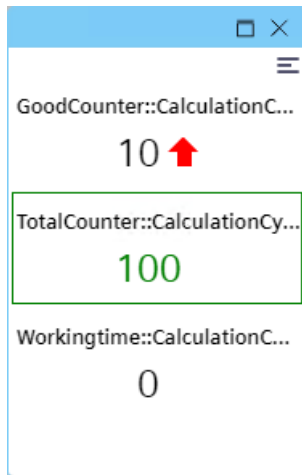 GoodCounter::CalculationC...
10
TotalCounter::CalculationCy...
100
Workingtime::CalculationC...
0